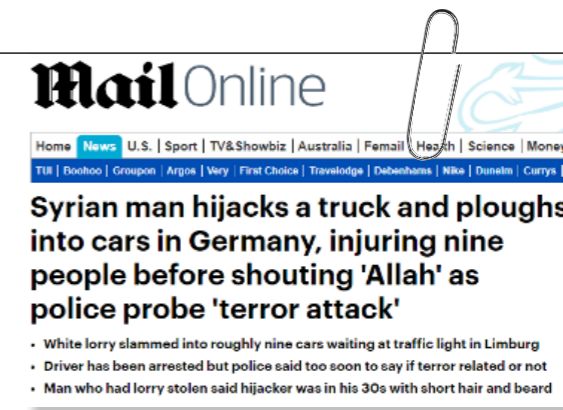 Mail Online
Home News U.S. | Sport | TV&Showbiz | Australia | Femail | Health | Science | Money
TUI | Boohoo | Groupon | Argos | Very | First Choice | Travelodge | Debenhams | Nike | Dunelm | Currys |
Syrian man hijacks a truck and ploughs
into cars in Germany, injuring nine
people before shouting 'Allah' as
police probe 'terror attack'
• White lorry slammed into roughly nine cars waiting at traffic light in Limburg
• Driver has been arrested but police said too soon to say if terror related or not
• Man who had lorry stolen said hijacker was in his 30s with short hair and beard